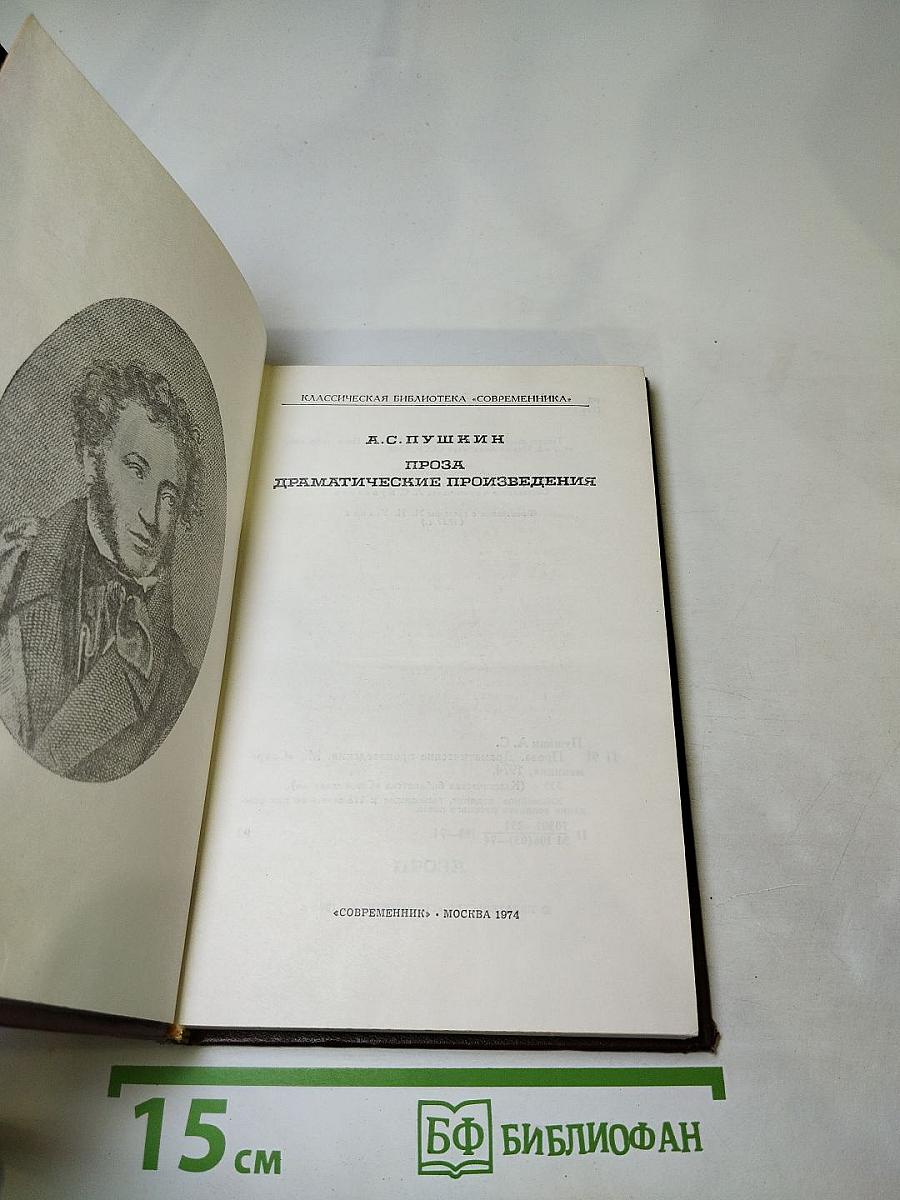 КЛАССИЧЕСКАЯ БИБЛИОТЕКА «СОВРЕМЕННИКА»
А.С.ПУШКИН
ПРОЗА
ДРАМАТИЧЕСКИЕ ПРОИЗВЕДЕНИЯ
«СОВРЕМЕННИК» • МОСКВА 1974
15 см
БФ БИБЛИОФАН